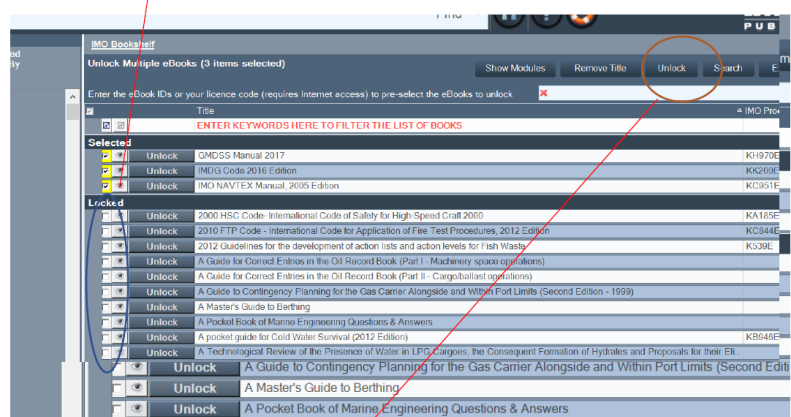 Find
PUB
ed
By
IMO Bookshelf
Unlock Multiple eBooks (3 items selected)
Show Modules Remove Title Unlock Search E
m
Enter the eBook IDs or your licence code (requires Internet access) to pre-select the eBooks to unlock
Title IMO Pro
ENTER KEYWORDS HERE TO FILTER THE LIST OF BOOKS
Selected
Unlock GMDSS Manual 2017 KH970E
Unlock IMDG Code 2016 Edition KK200E
Unlock IMO NAVTEX Manual, 2005 Edition KC951E
Locked
Unlock 2000 HSC Code- International Code of Safety for High-Speed Craft 2000 KA185E
Unlock 2010 FTP Code - International Code for Application of Fire Test Procedures, 2012 Edition KC844E
Unlock 2012 Guidelines for the development of action lists and action levels for Fish Waste K539E
Unlock A Guide for Correct Entries in the Oil Record Book (Part I - Machinery space operations)
Unlock A Guide for Correct Entries in the Oil Record Book (Part II - Cargo/ballast operations)
Unlock A Guide to Contingency Planning for the Gas Carrier Alongside and Within Port Limits (Second Edition - 1999)
Unlock A Master's Guide to Berthing
Unlock A Pocket Book of Marine Engineering Questions & Answers
Unlock A pocket guide for Cold Water Survival (2012 Edition) KB946E
Unlock A Technological Review of the Presence of Water in LPG Cargoes, the Consequent Formation of Hydrates and Proposals for their Eli...
Unlock A Guide to Contingency Planning for the Gas Carrier Alongside and Within Port Limits (Second Editi
Unlock A Master's Guide to Berthing
Unlock A Pocket Book of Marine Engineering Questions & Answers